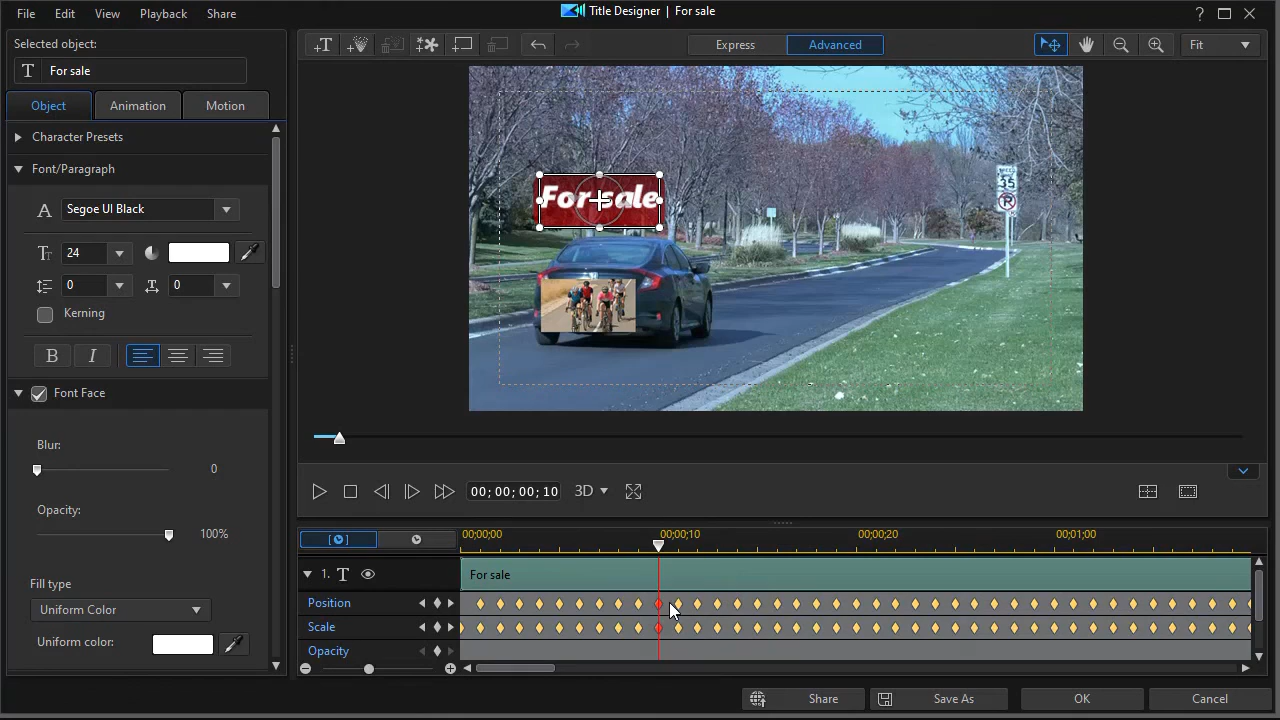 File Edit View Playback Share
Title Designer | For sale
?
Selected object:
T For sale
Express Advanced
Fit
Object Animation Motion
Character Presets
Font/Paragraph
Segoe UI Black
24
0 0
Kerning
B I
Font Face
Blur:
0
Opacity:
100%
Fill type
Uniform Color
Uniform color:
For sale
SPEED
35
P
00; 00; 00; 10 3D
00;00;00 00;00;10 00;00;20 00;01;00
1. T For sale
Position
Scale
Opacity
Share Save As OK Cancel